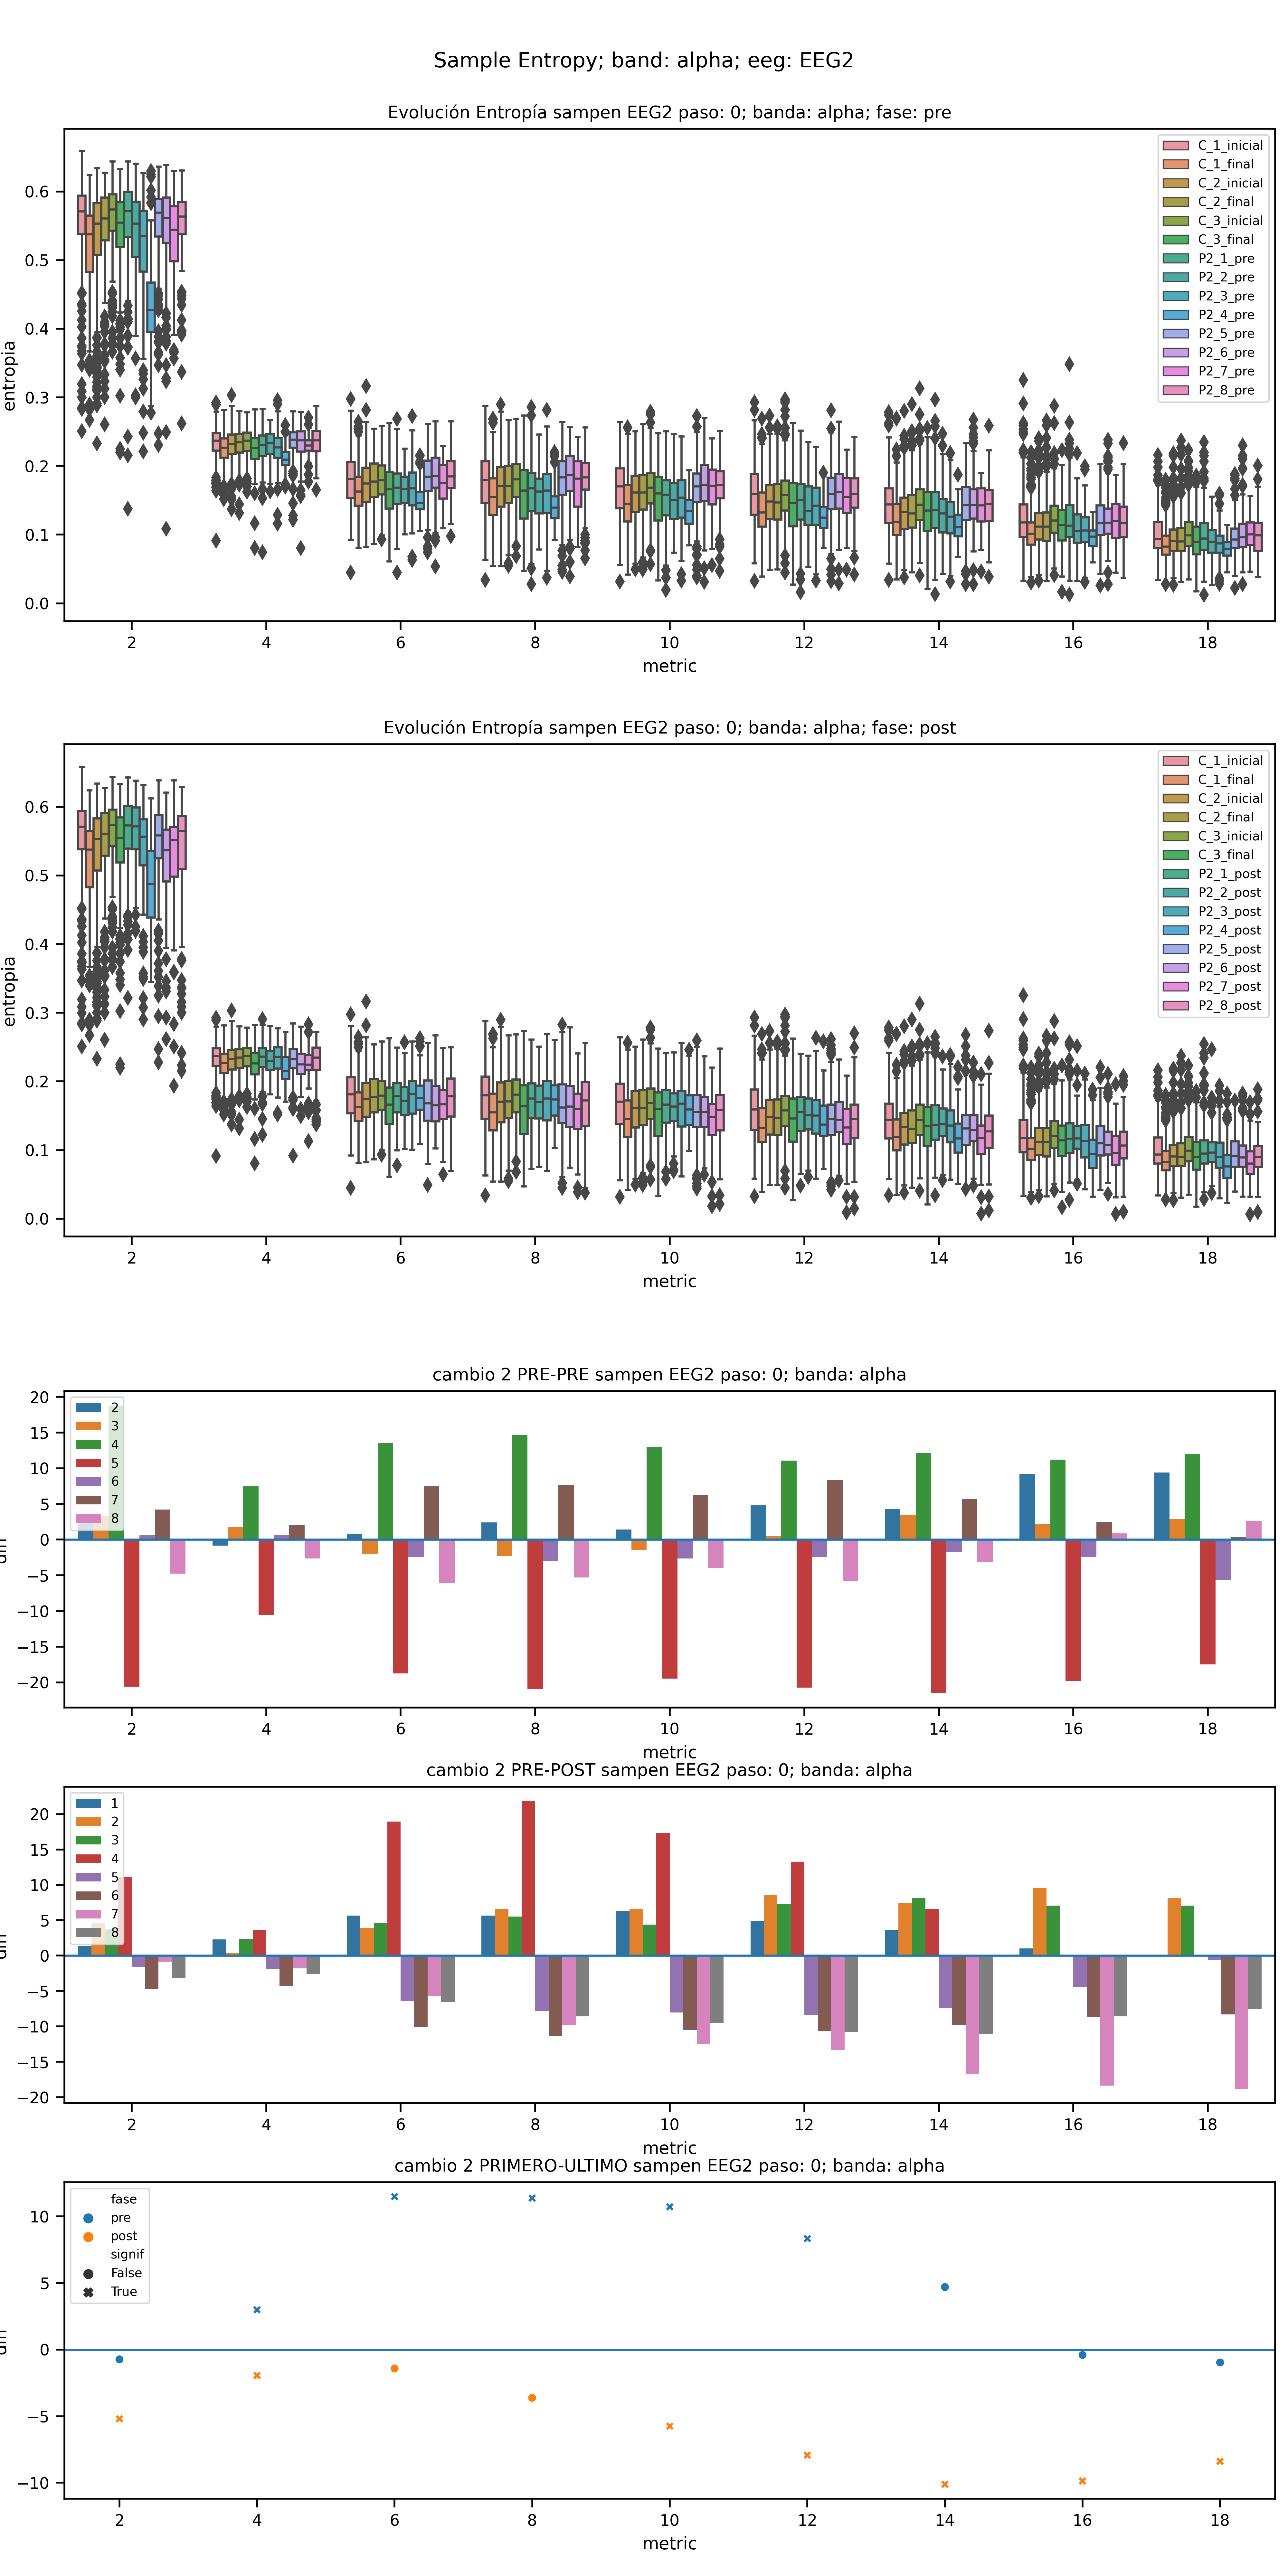 Sample Entropy; band: alpha; eeg: EEG2
Evolución Entropía sampen EEG2 paso: 0; banda: alpha; fase: pre
entropia
0.6
0.5
0.4
0.3
0.2
0.1
0.0
C_1_inicial
C_1_final
C_2_inicial
C_2_final
C_3_inicial
C_3_final
P2_1_pre
P2_2_pre
P2_3_pre
P2_4_pre
P2_5_pre
P2_6_pre
P2_7_pre
P2_8_pre
2 4 6 8 10 12 14 16 18
metric
Evolución Entropía sampen EEG2 paso: 0; banda: alpha; fase: post
entropia
0.6
0.5
0.4
0.3
0.2
0.1
0.0
C_1_inicial
C_1_final
C_2_inicial
C_2_final
C_3_inicial
C_3_final
P2_1_post
P2_2_post
P2_3_post
P2_4_post
P2_5_post
P2_6_post
P2_7_post
P2_8_post
2 4 6 8 10 12 14 16 18
metric
cambio 2 PRE-PRE sampen EEG2 paso: 0; banda: alpha
20
15
10
5
0
−5
−10
−15
−20
2
3
4
5
6
7
8
2 4 6 8 10 12 14 16 18
metric
cambio 2 PRE-POST sampen EEG2 paso: 0; banda: alpha
20
15
10
5
0
−5
−10
−15
−20
1
2
3
4
5
6
7
8
2 4 6 8 10 12 14 16 18
metric
cambio 2 PRIMERO-ULTIMO sampen EEG2 paso: 0; banda: alpha
10
5
0
−5
−10
fase
pre
post
signif
False
True
2 4 6 8 10 12 14 16 18
metric